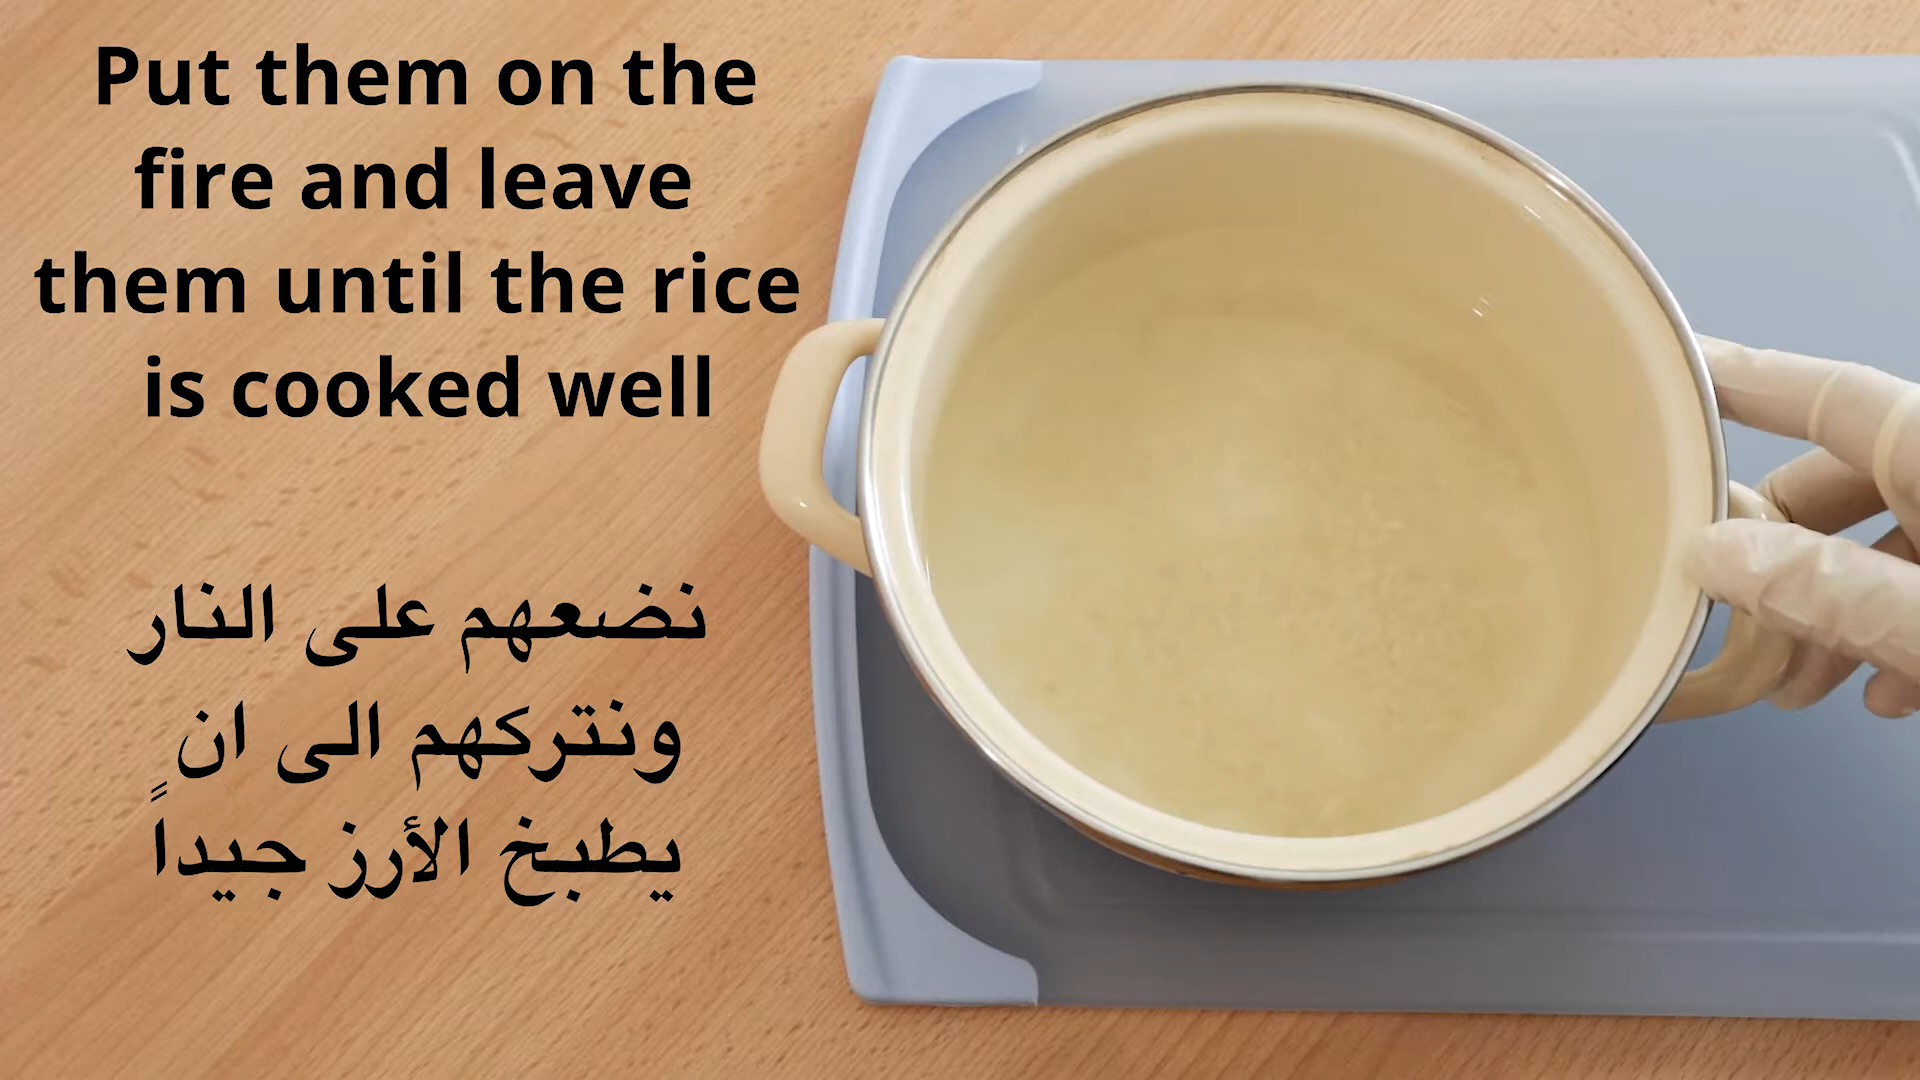 Put them on the
fire and leave
them until the rice
is cooked well
نضعهم على النار
ونتركهم الى ان
يطبخ الأرز جيداًٍ